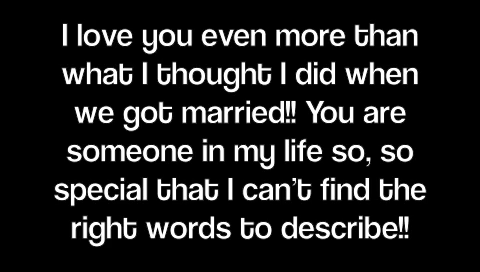 I love you even more than
what I thought I did when
we got married!! You are
someone in my life so, so
special that I can't find the
right words to describe!!